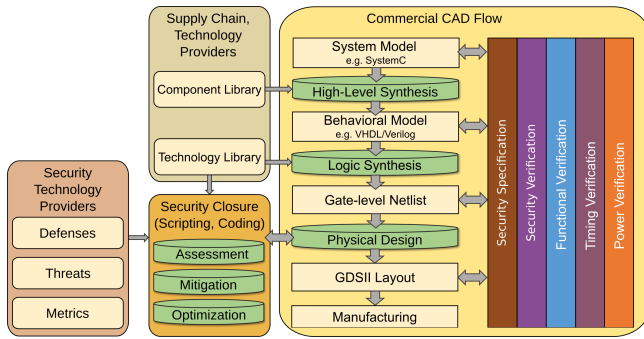 Supply Chain,
Technology
Providers
Component Library
Technology Library
Security
Technology
Providers
Defenses
Threats
Metrics
Security Closure
(Scripting, Coding)
Assessment
Mitigation
Optimization
Commercial CAD Flow
System Model
e.g. SystemC
High-Level Synthesis
Behavioral Model
e.g. VHDL/Verilog
Logic Synthesis
Gate-level Netlist
Physical Design
GDSII Layout
Manufacturing
Security Specification
Security Verification
Functional Verification
Timing Verification
Power Verification